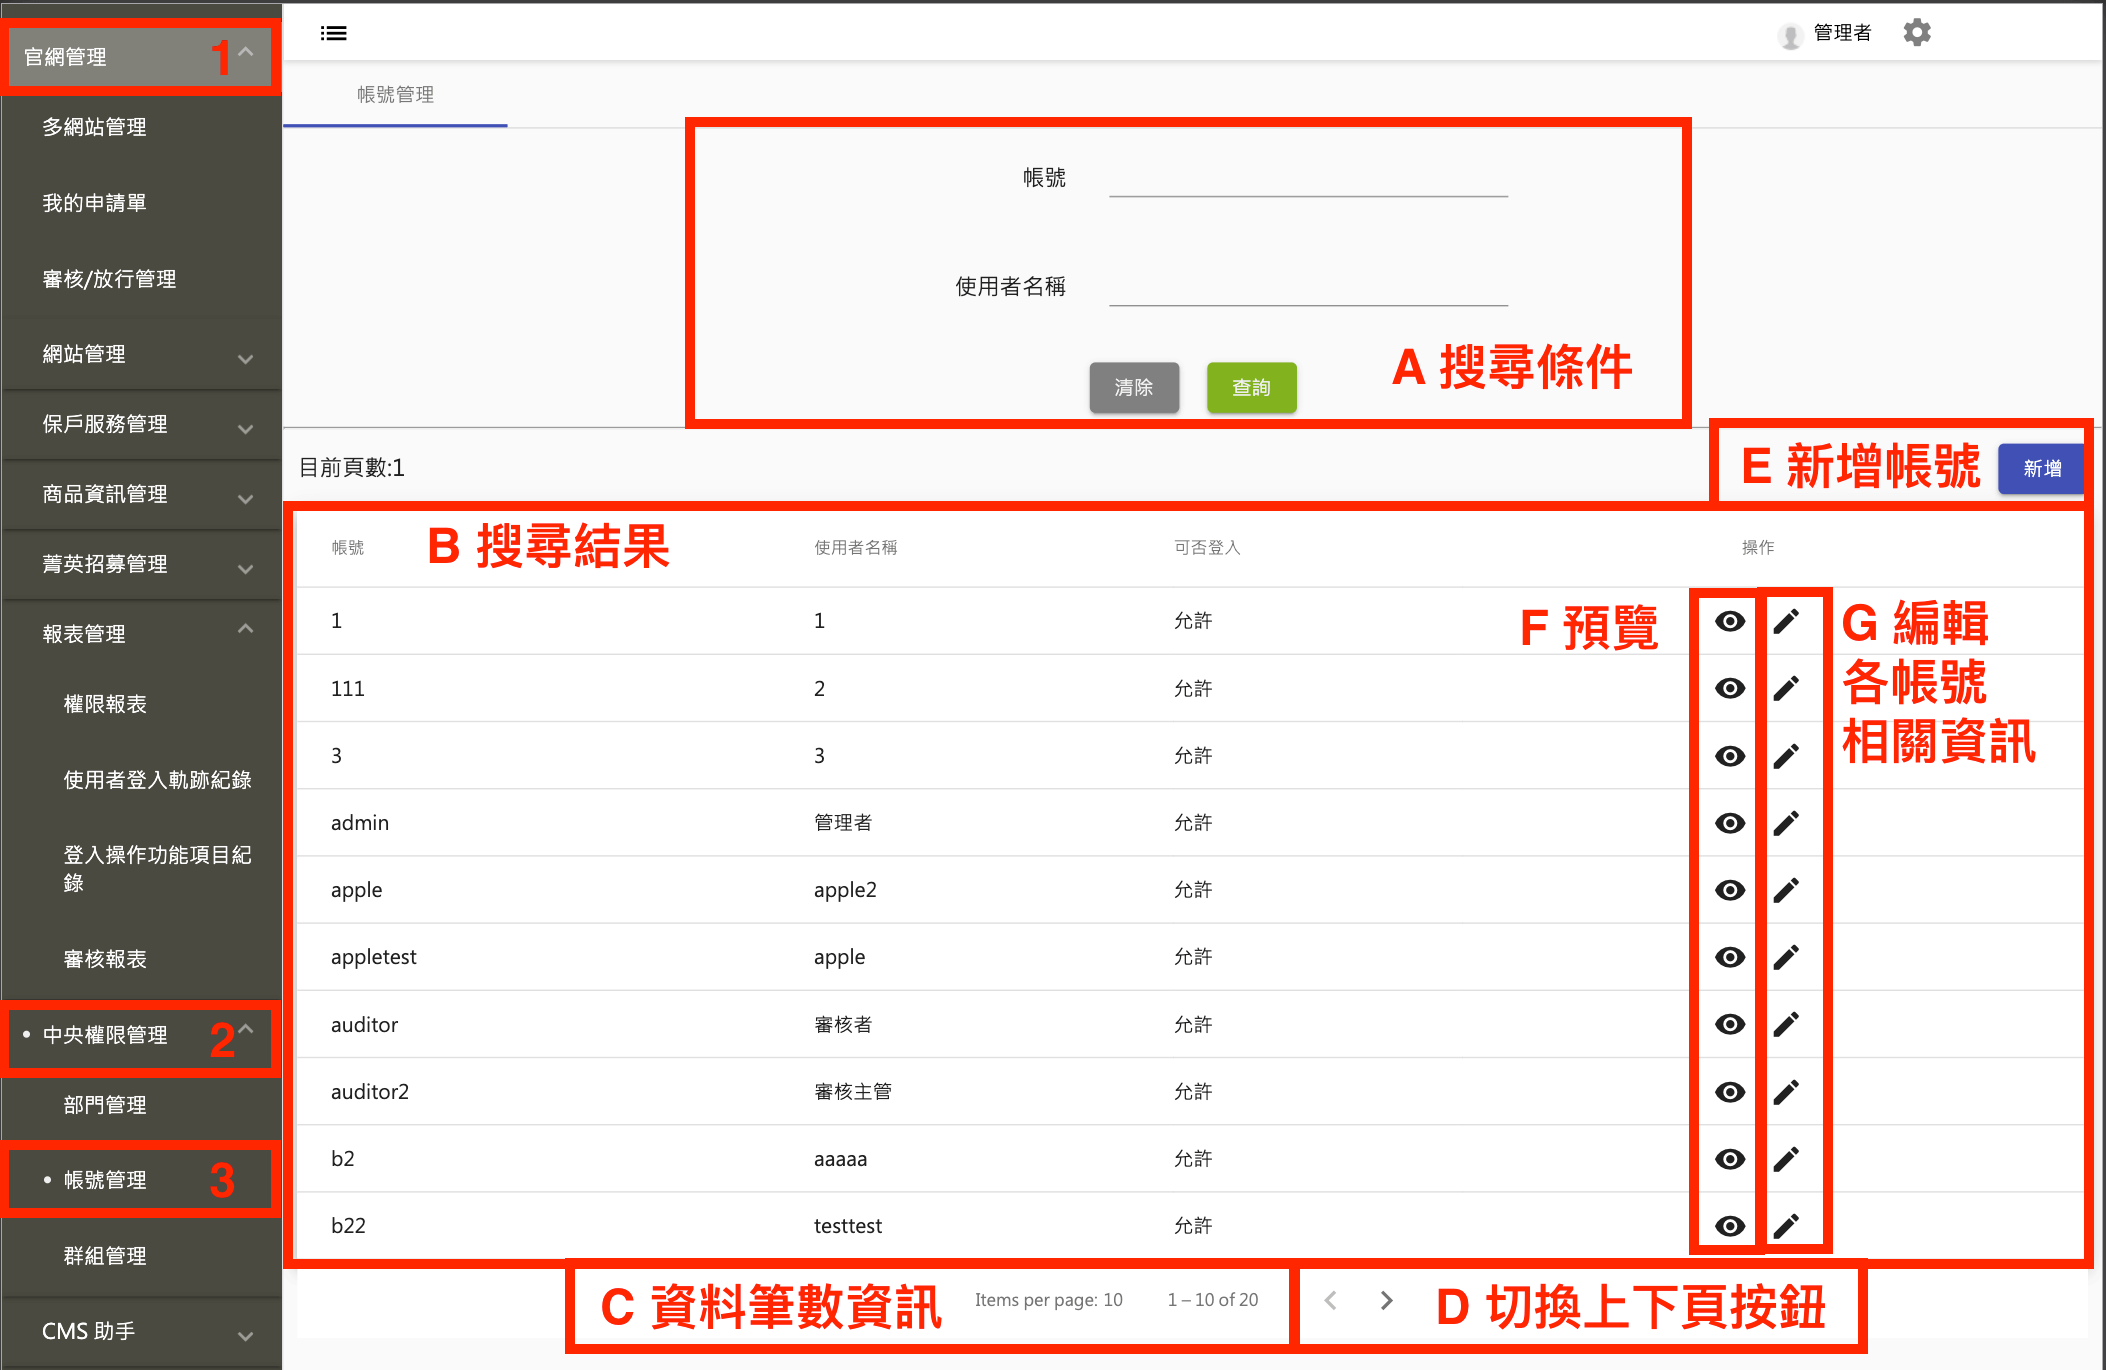 官網管理 1
多網站管理
我的申請單
審核/放行管理
網站管理
保戶服務管理
商品資訊管理
菁英招募管理
報表管理
權限報表
使用者登入軌跡紀錄
登入操作功能項目紀
錄
審核報表
• 中央權限管理 2
部門管理
• 帳號管理 3
群組管理
CMS 助手
管理者
帳號管理
帳號
使用者名稱
清除 查詢 A 搜尋條件
目前頁數:1 E 新增帳號 新增
帳號 B 搜尋結果 使用者名稱 可否登入 操作
1 1 允許 F 預覽 G 編輯
各帳號
相關資訊
111 2 允許
3 3 允許
admin 管理者 允許
apple apple2 允許
appletest apple 允許
auditor 審核者 允許
auditor2 審核主管 允許
b2 aaaaa 允許
b22 testtest 允許
C 資料筆數資訊 Items per page: 10 1 – 10 of 20 D 切換上下頁按鈕